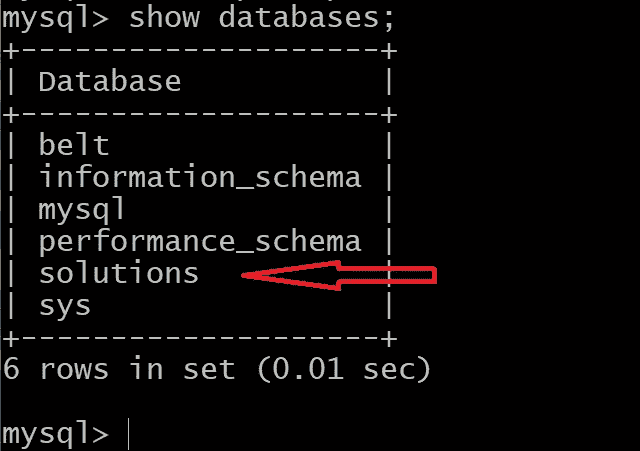 mysql> show databases;
+--------------------+
| Database           |
+--------------------+
| belt               |
| information_schema |
| mysql              |
| performance_schema |
| solutions          |
| sys                |
+--------------------+
6 rows in set (0.01 sec)
mysql>